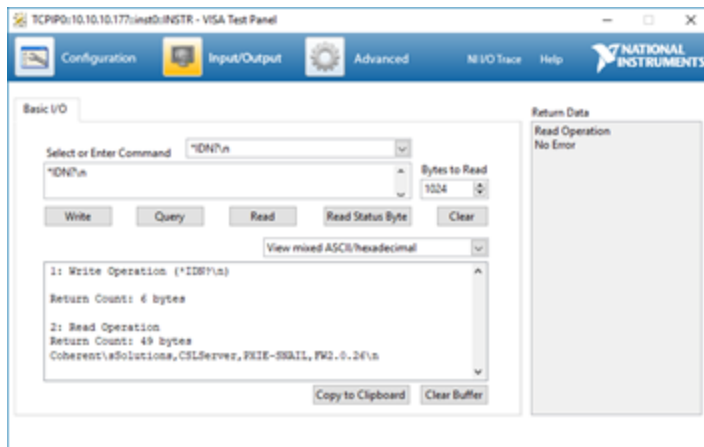 TCPIP0::10.10.10.177::inst0::INSTR - VISA Test Panel
Configuration
Input/Output
Advanced
NI I/O Trace
Help
NATIONAL
INSTRUMENTS
Basic I/O
Return Data
Select or Enter Command
*IDN?\n
Read Operation
No Error
*IDN?\n
Bytes to Read
1024
Write
Query
Read
Read Status Byte
Clear
View mixed ASCII/hexadecimal
1: Write Operation (*IDN?\n)
Return Count: 6 bytes
2: Read Operation
Return Count: 49 bytes
Coherent\sSolutions,CSLServer,PXIE-SNAIL,FW2.0.26\n
Copy to Clipboard
Clear Buffer